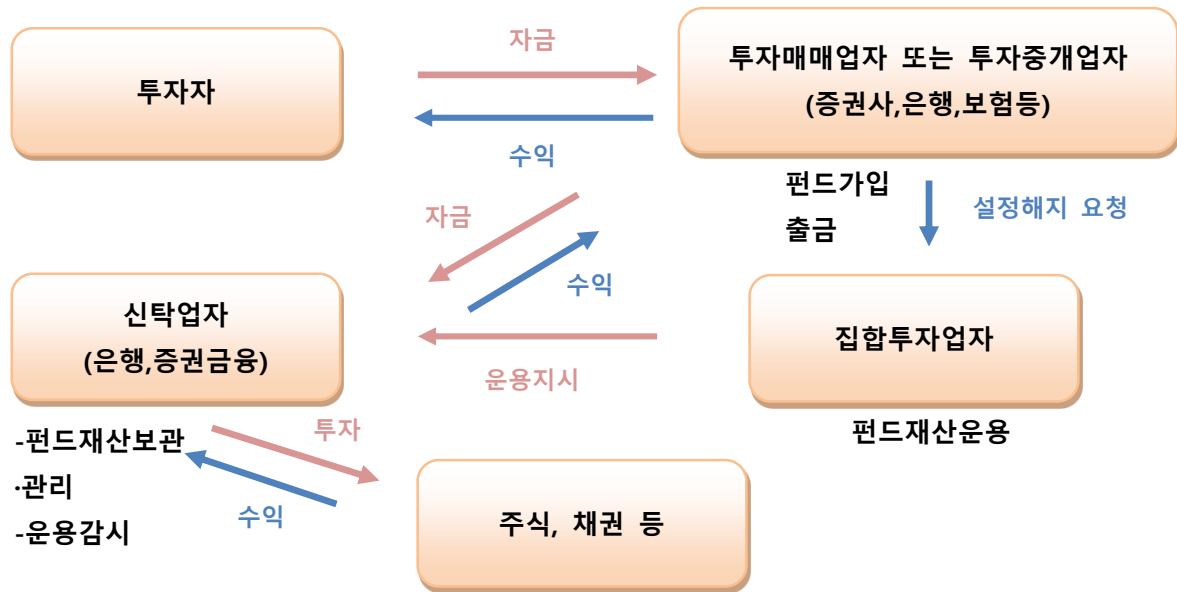 자금
투자자
투자매매업자 또는 투자중개업자
(증권사,은행,보험등)
수익
펀드가입
출금
설정해지 요청
자금
수익
신탁업자
(은행,증권금융)
집합투자업자
운용지시
펀드재산운용
-펀드재산보관
·관리
-운용감시
투자
수익
주식, 채권 등